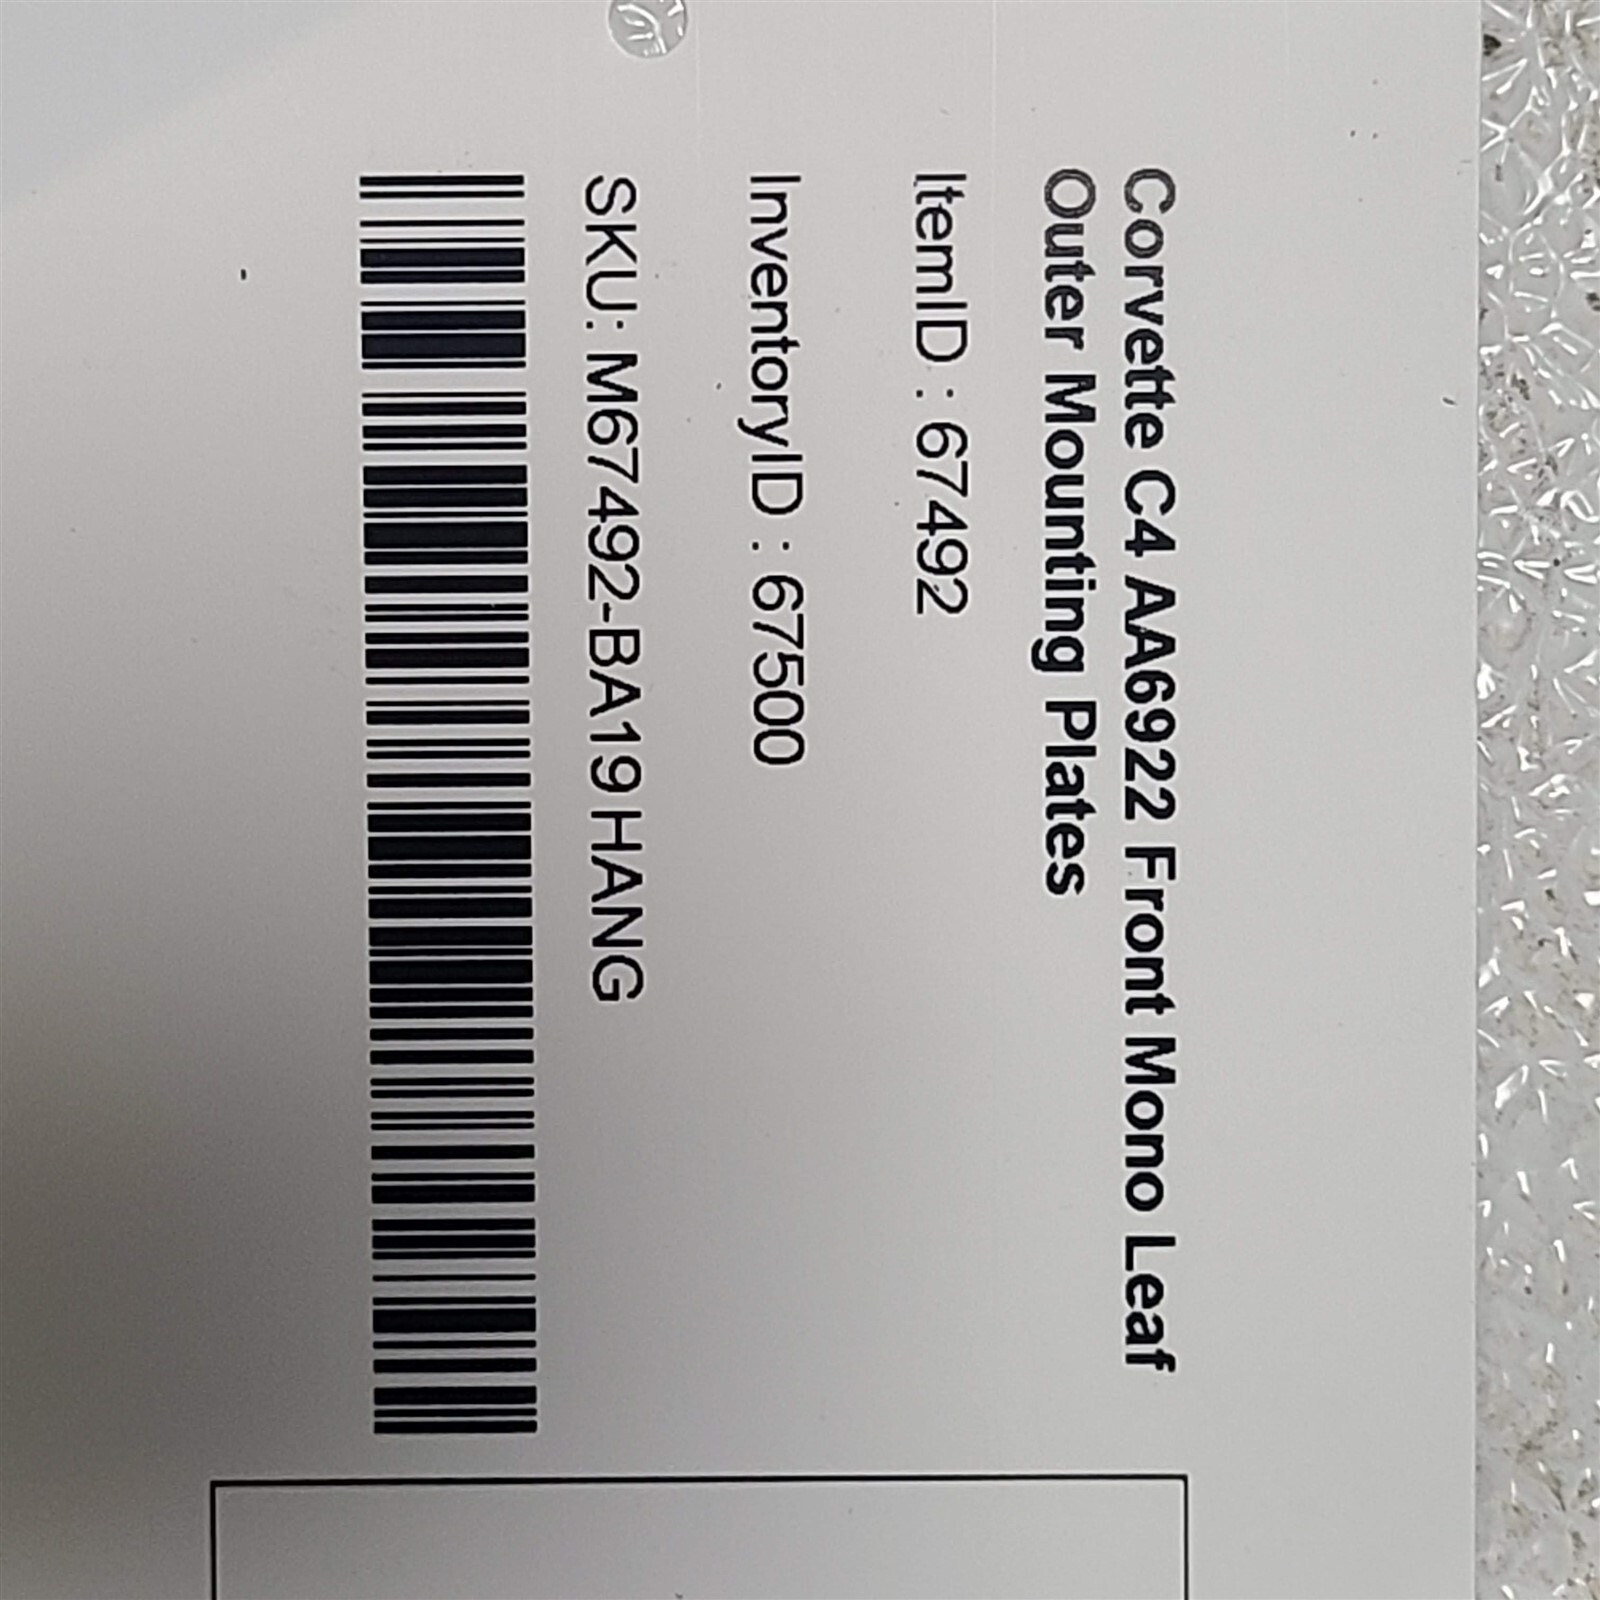 Corvette C4 AA6922 Front Mono Leaf
Outer Mounting Plates
ItemID : 67492
InventoryID : 67500
SKU: M67492-BA19 HANG